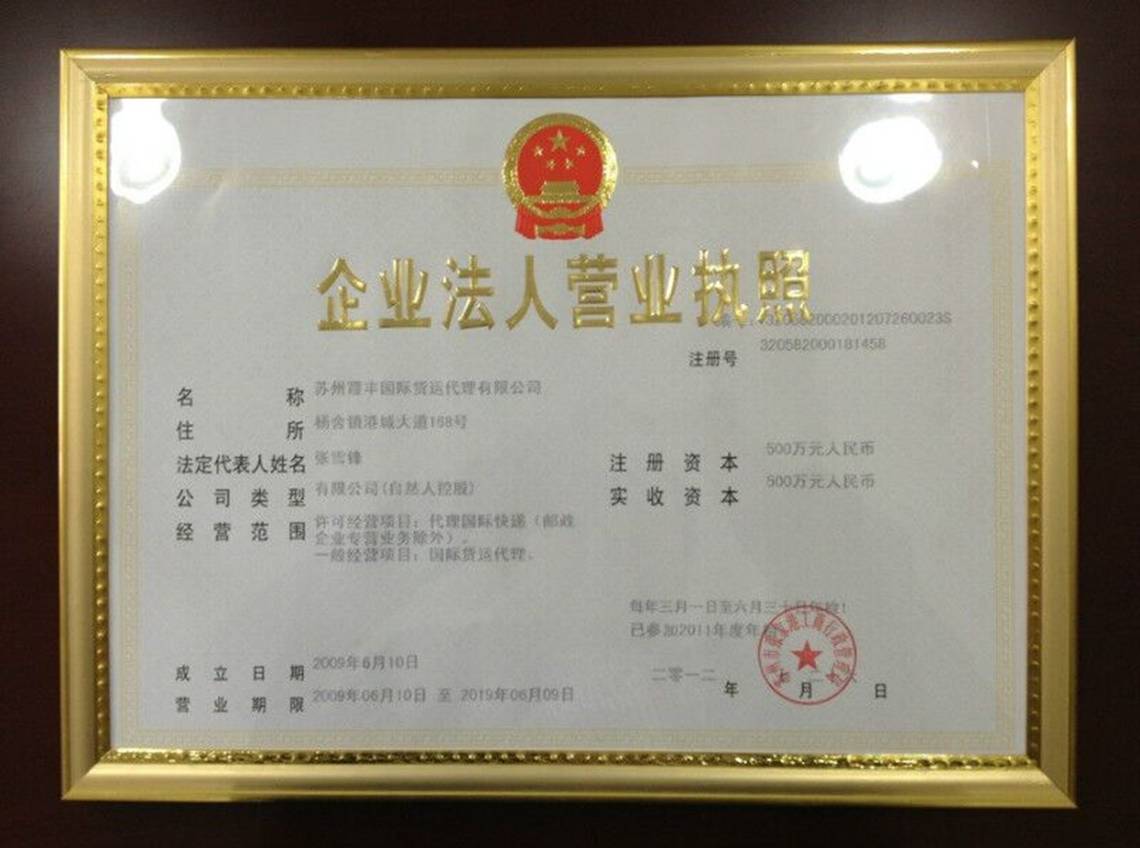 企业法人营业执照
320582000201207260023S
注册号 320582000181458
名称 苏州霞丰国际货运代理有限公司
住所 杨舍镇港城大道168号
法定代表人姓名 张雪锋
注册资本 500万元人民币
公司类型 有限公司(自然人控股)
实收资本 500万元人民币
经营范围 许可经营项目：代理国际快递（邮政
企业专营业务除外）。
一般经营项目：国际货运代理。
每年三月一日至六月三十日年检！
已参加2011年度年
成立日期 2009年6月10日
营业期限 2009年06月10日 至 2019年06月09日
二零一二 年 月 日